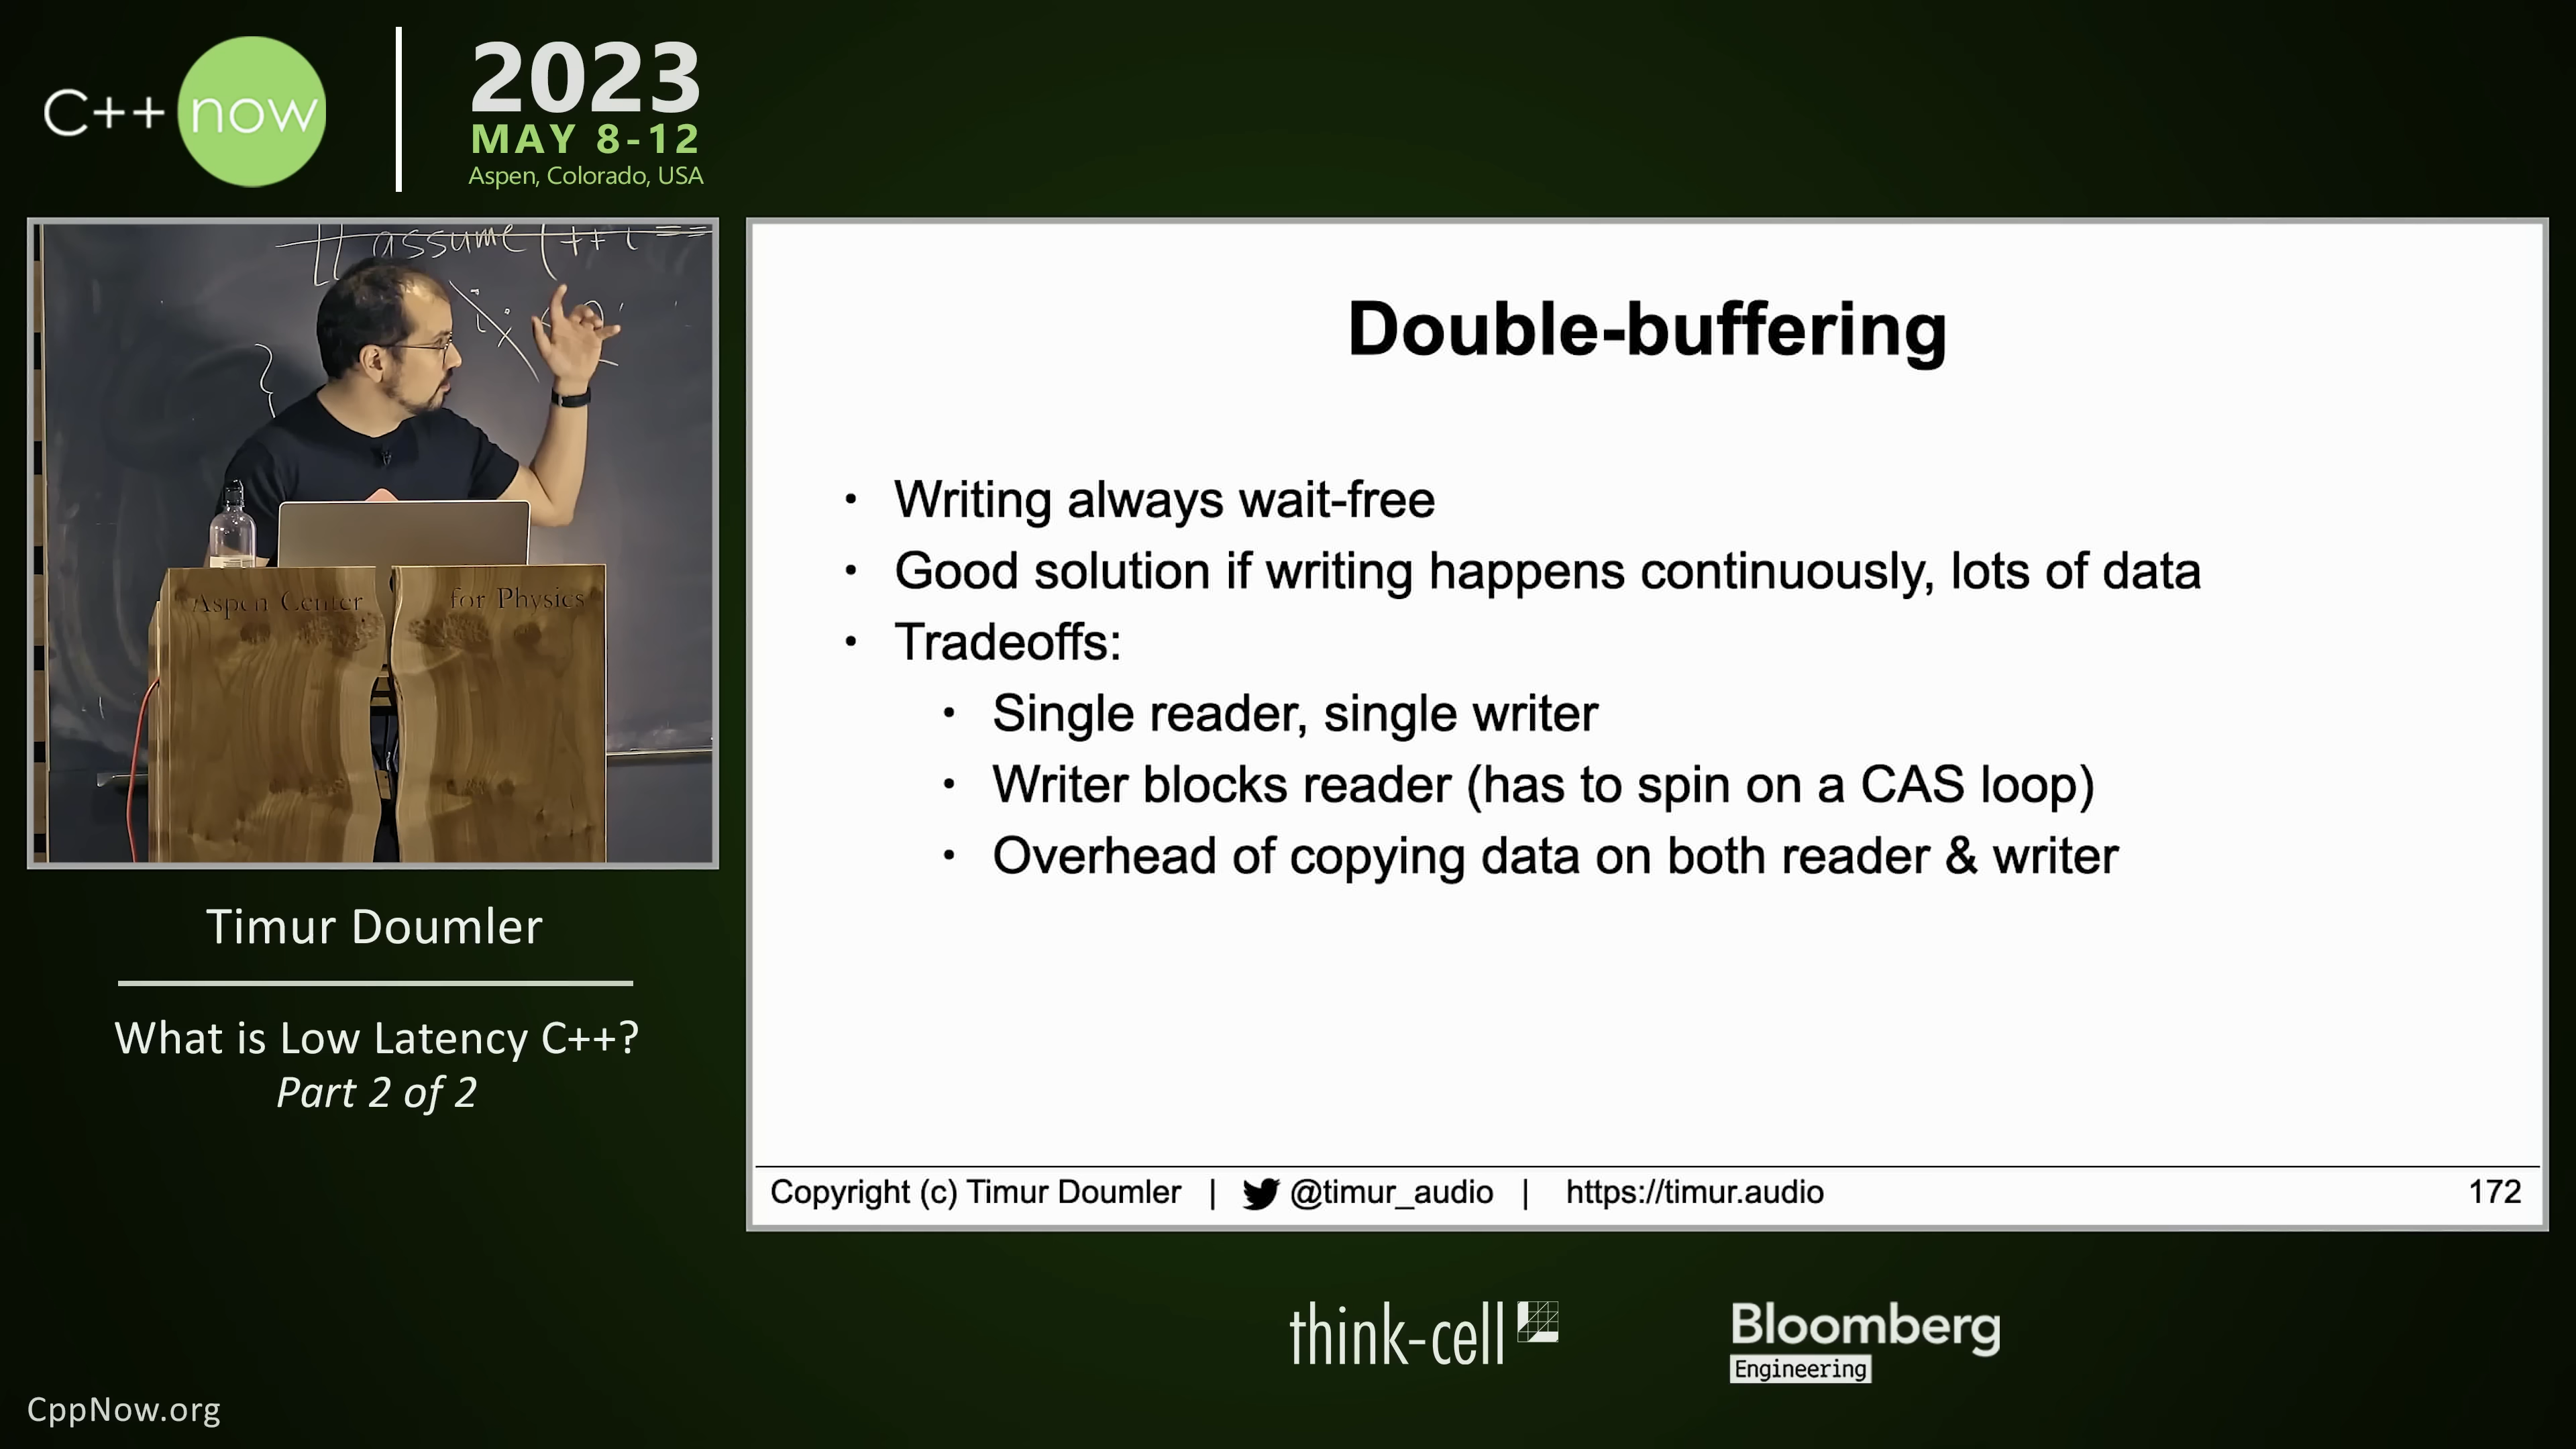 C++ now
2023
MAY 8-12
Aspen, Colorado, USA
[[ assume (++i ==
Aspen Center for Physics
Timur Doumler
What is Low Latency C++?
Part 2 of 2
Double-buffering
• Writing always wait-free
• Good solution if writing happens continuously, lots of data
• Tradeoffs:
• Single reader, single writer
• Writer blocks reader (has to spin on a CAS loop)
• Overhead of copying data on both reader & writer
Copyright (c) Timur Doumler | @timur_audio | https://timur.audio 172
think-cell
Bloomberg
Engineering
CppNow.org